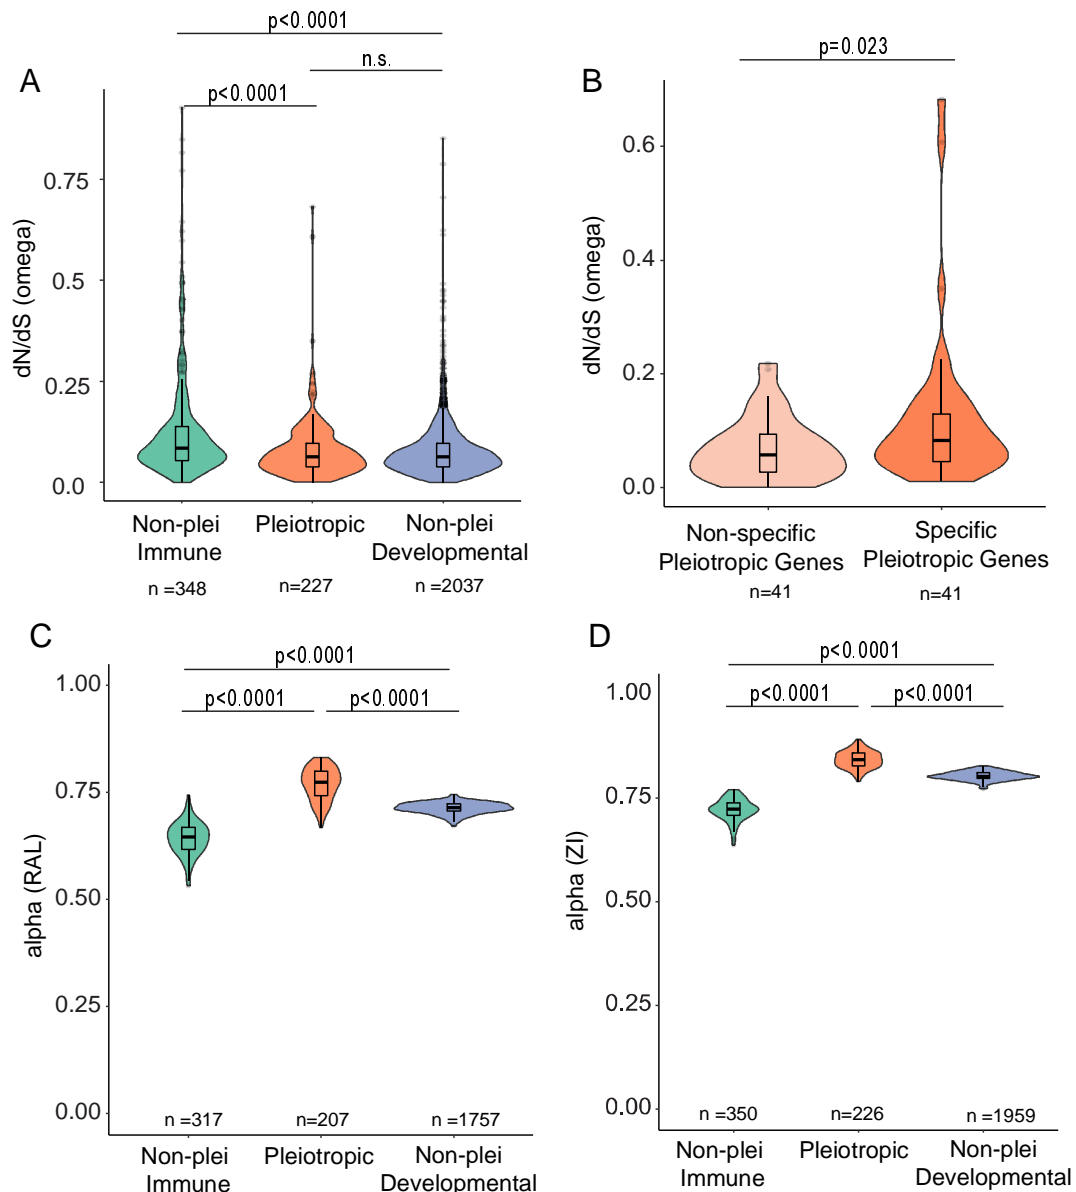 A
p<0.0001
n.s.
p<0.0001
dN/dS (omega)
0.75
0.5
0.25
0.0
Non-plei
Immune
Pleiotropic
Non-plei
Developmental
n =348
n=227
n =2037
B
p=0.023
dN/dS (omega)
0.6
0.4
0.2
0.0
Non-specific
Pleiotropic Genes
Specific
Pleiotropic Genes
n=41
n=41
C
p<0.0001
p<0.0001
p<0.0001
alpha (RAL)
1.00
0.75
0.50
0.25
0.00
n =317
n=207
n =1757
Non-plei
Immune
Pleiotropic
Non-plei
Developmental
D
p<0.0001
p<0.0001
p<0.0001
alpha (ZI)
1.00
0.75
0.50
0.25
0.00
n =350
n=226
n =1959
Non-plei
Immune
Pleiotropic
Non-plei
Developmental